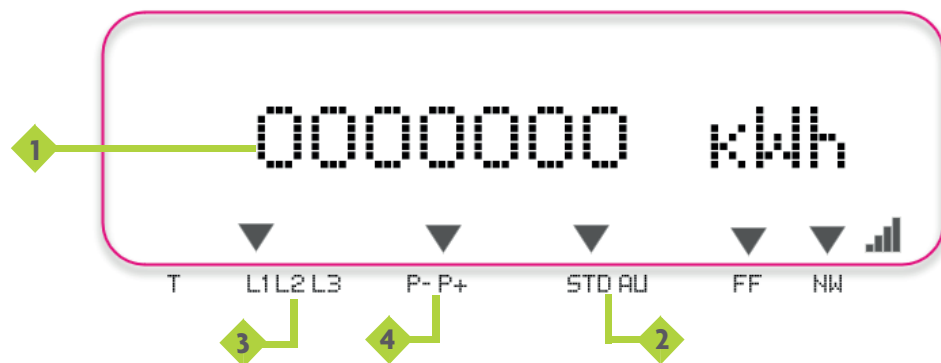 0000000 kWh
1
T L1 L2 L3 P- P+ STD AU FF NW
3 4 2